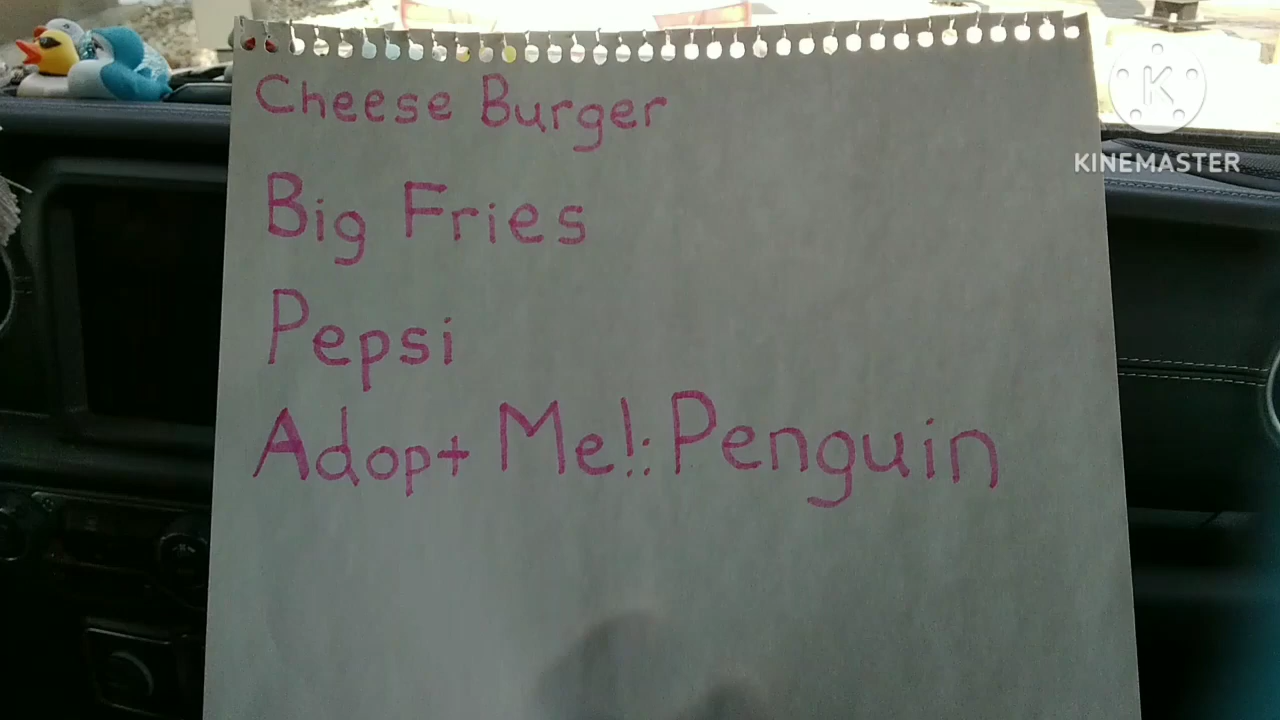 Cheese Burger
Big Fries
Pepsi
Adopt Me!: Penguin
K
KINEMASTER